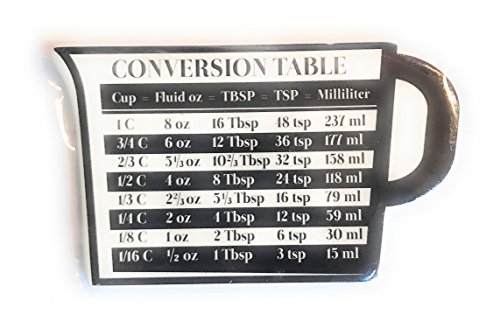 CONVERSION TABLE
Cup = Fluid oz = TBSP = TSP = Milliliter
1 C 8 oz 16 Tbsp 48 tsp 237 ml
3/4 C 6 oz 12 Tbsp 36 tsp 177 ml
2/3 C 5⅓ oz 10⅔ Tbsp 32 tsp 158 ml
1/2 C 4 oz 8 Tbsp 24 tsp 118 ml
1/3 C 2⅔ oz 5⅓ Tbsp 16 tsp 79 ml
1/4 C 2 oz 4 Tbsp 12 tsp 59 ml
1/8 C 1 oz 2 Tbsp 6 tsp 30 ml
1/16 C ½ oz 1 Tbsp 3 tsp 15 ml